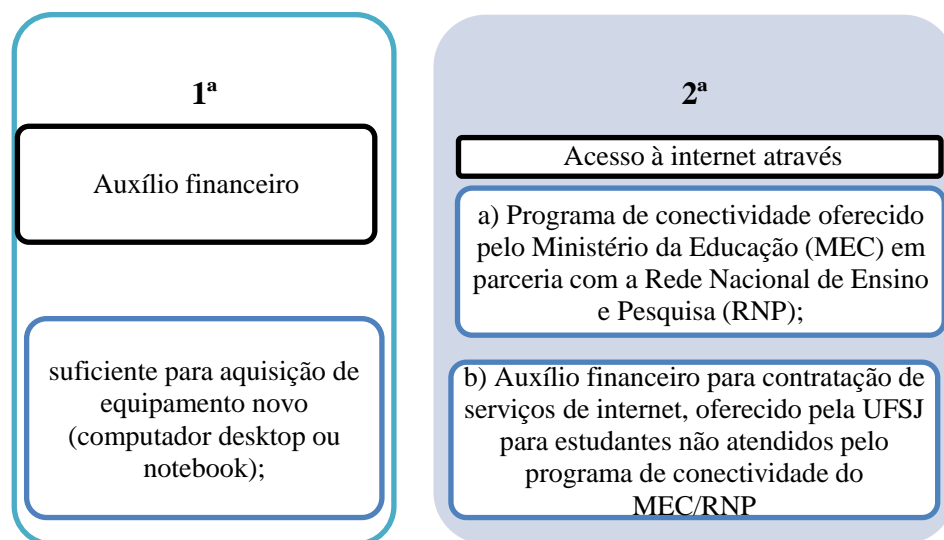 1ª
Auxílio financeiro
suficiente para aquisição de
equipamento novo
(computador desktop ou
notebook);
2ª
Acesso à internet através
a) Programa de conectividade oferecido
pelo Ministério da Educação (MEC) em
parceria com a Rede Nacional de Ensino
e Pesquisa (RNP);
b) Auxílio financeiro para contratação de
serviços de internet, oferecido pela UFSJ
para estudantes não atendidos pelo
programa de conectividade do
MEC/RNP